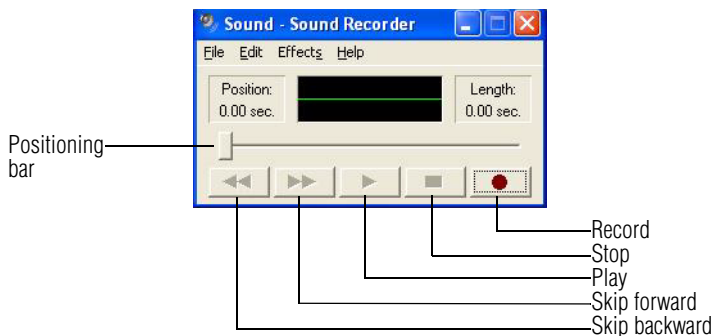 Sound - Sound Recorder
File Edit Effects Help
Position:
0.00 sec.
Length:
0.00 sec.
Positioning
bar
Record
Stop
Play
Skip forward
Skip backward